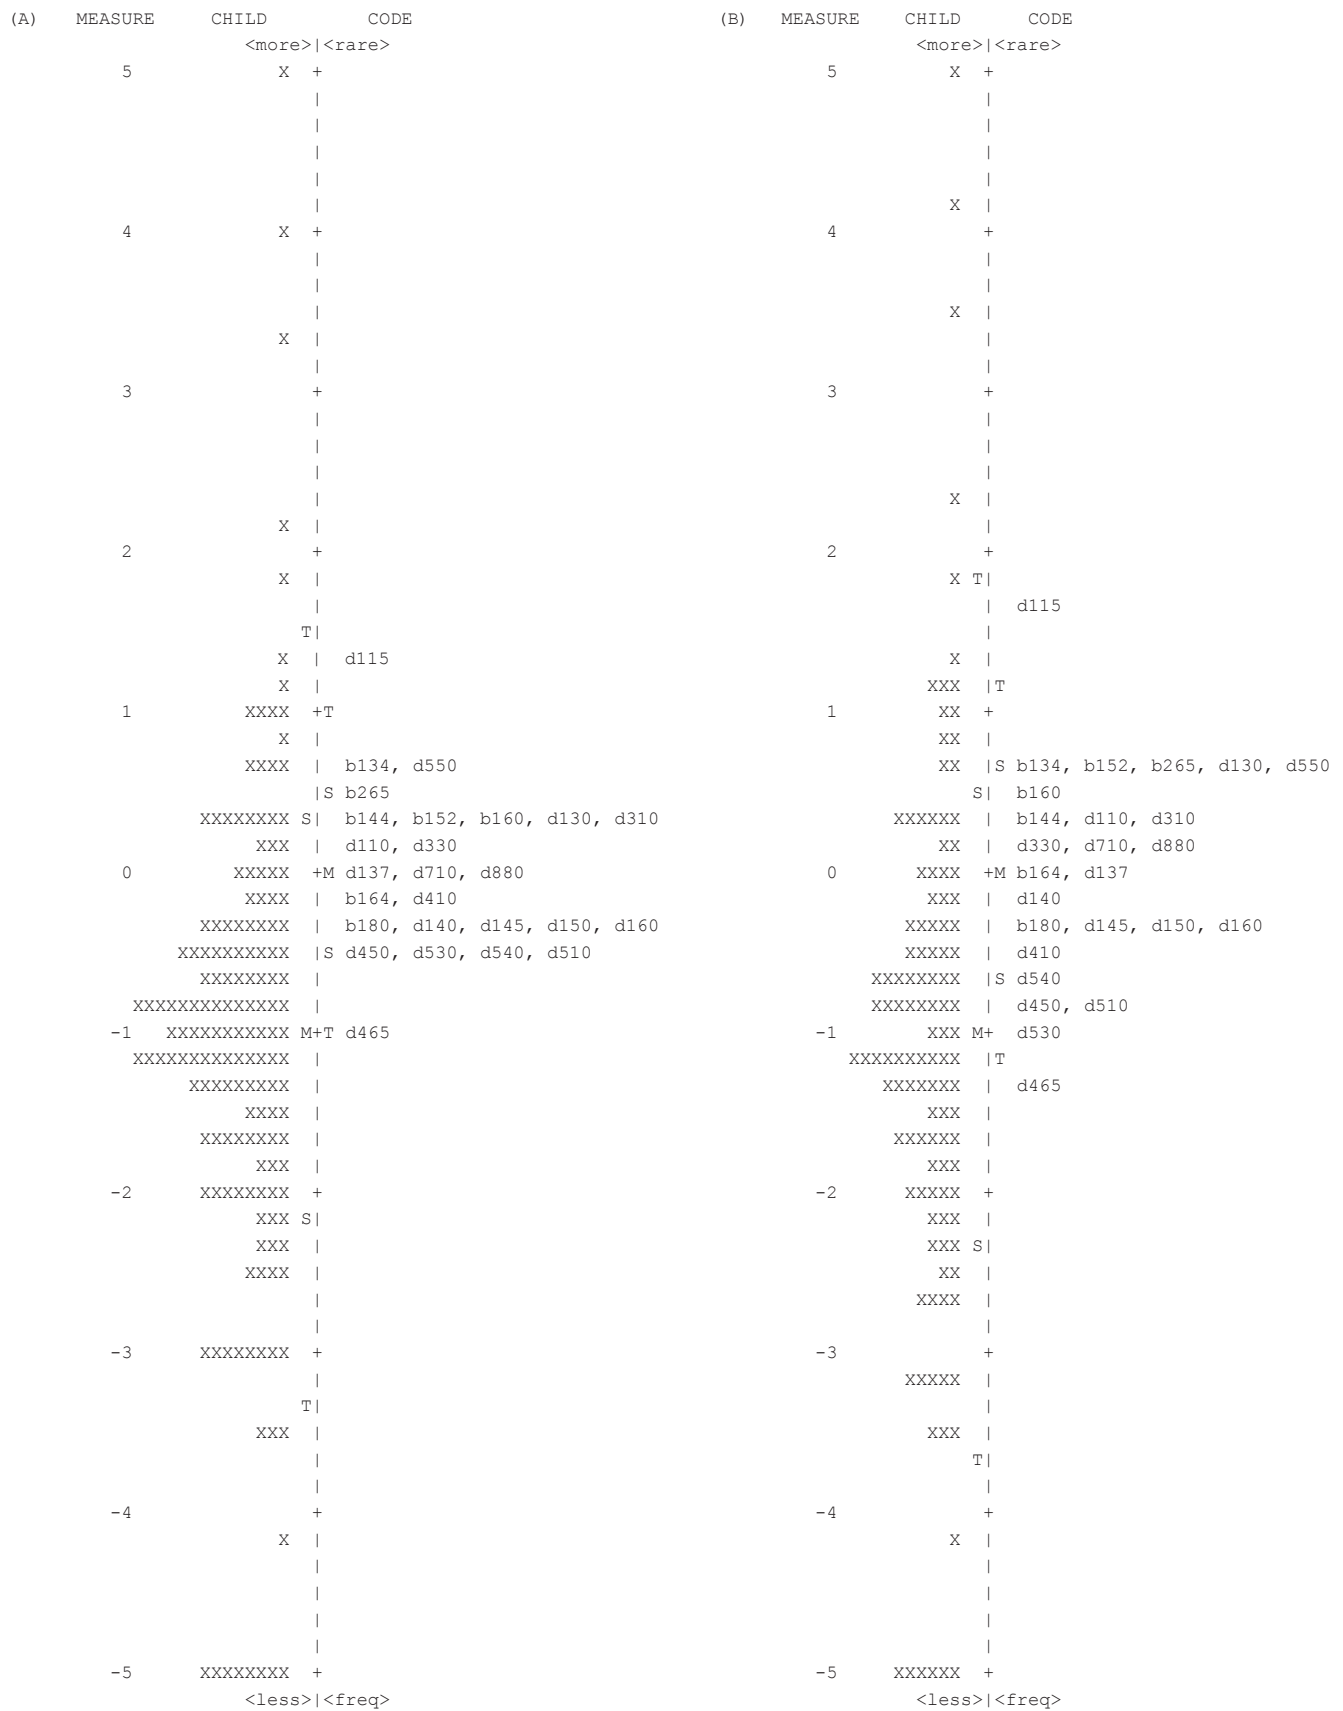 (A) MEASURE CHILD CODE (B) MEASURE CHILD CODE
<more>|<rare> <more>|<rare>
5 X + 5 X +
| |
| |
| |
| |
| X |
4 X + 4 +
| |
| |
| X |
X | |
| |
3 + 3 +
| |
| |
| |
| X |
X | |
2 + 2 +
X | X T|
| | d115
T| |
X | d115 X |
X | XXX |T
1 XXXX +T 1 XX +
X | XX |
XXXX | b134, d550 XX |S b134, b152, b265, d130, d550
|S b265 S| b160
XXXXXXXX S| b144, b152, b160, d130, d310 XXXXXX | b144, d110, d310
XXX | d110, d330 XX | d330, d710, d880
0 XXXXX +M d137, d710, d880 0 XXXX +M b164, d137
XXXX | b164, d410 XXX | d140
XXXXXXXX | b180, d140, d145, d150, d160 XXXXX | b180, d145, d150, d160
XXXXXXXXXX |S d450, d530, d540, d510 XXXXX | d410
XXXXXXXX | XXXXXXXX |S d540
XXXXXXXXXXXXXX | XXXXXXXX | d450, d510
-1 XXXXXXXXXXX M+T d465 -1 XXX M+ d530
XXXXXXXXXXXXXX | XXXXXXXXXX |T
XXXXXXXXX | XXXXXXX | d465
XXXX | XXX |
XXXXXXXX | XXXXXX |
XXX | XXX |
-2 XXXXXXXX + -2 XXXXX +
XXX S| XXX |
XXX | XXX S|
XXXX | XX |
| XXXX |
| |
-3 XXXXXXXX + -3 +
| XXXXX |
T| |
XXX | XXX |
| T|
| |
-4 + -4 +
X | X |
| |
| |
| |
| |
-5 XXXXXXXX + -5 XXXXXX +
<less>|<freq> <less>|<freq>